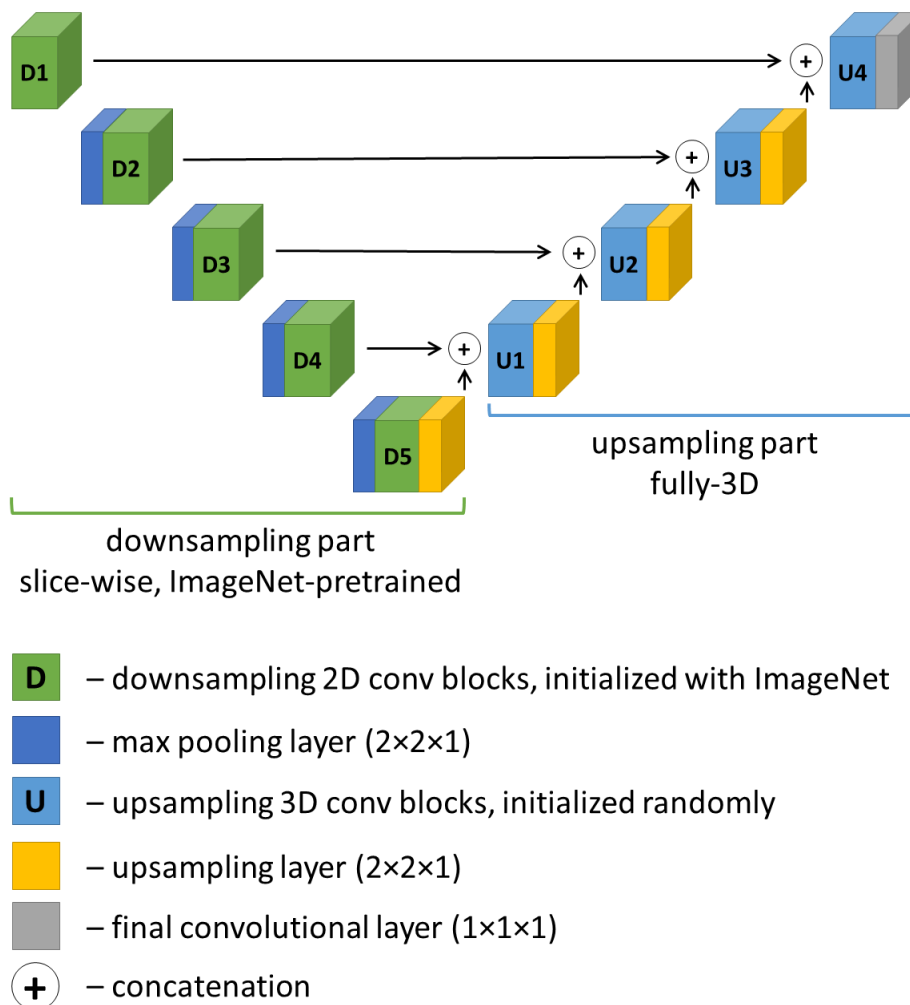 D1
+
U4
D2
+
U3
D3
+
U2
D4
+
U1
D5
upsampling part
fully-3D
downsampling part
slice-wise, ImageNet-pretrained
D – downsampling 2D conv blocks, initialized with ImageNet
– max pooling layer (2×2×1)
U – upsampling 3D conv blocks, initialized randomly
– upsampling layer (2×2×1)
– final convolutional layer (1×1×1)
+ – concatenation